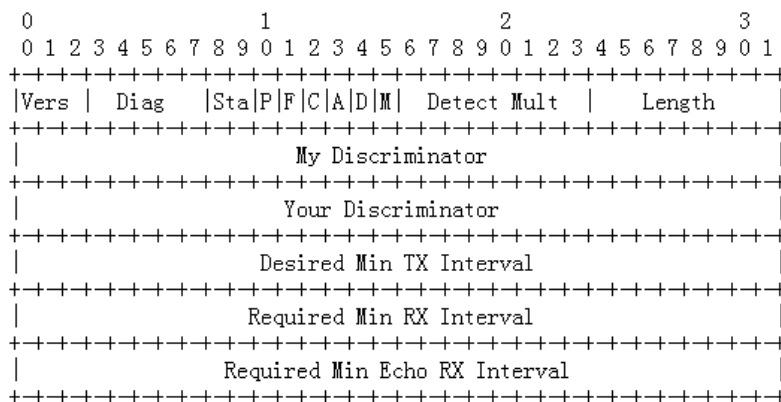 0                   1                   2                   3
0 1 2 3 4 5 6 7 8 9 0 1 2 3 4 5 6 7 8 9 0 1 2 3 4 5 6 7 8 9 0 1
+-+-+-+-+-+-+-+-+-+-+-+-+-+-+-+-+-+-+-+-+-+-+-+-+-+-+-+-+-+-+-+-
|Vers |  Diag   |Sta|P|F|C|A|D|M|  Detect Mult  |    Length     |
+-+-+-+-+-+-+-+-+-+-+-+-+-+-+-+-+-+-+-+-+-+-+-+-+-+-+-+-+-+-+-+-
|                       My Discriminator                        |
+-+-+-+-+-+-+-+-+-+-+-+-+-+-+-+-+-+-+-+-+-+-+-+-+-+-+-+-+-+-+-+-
|                      Your Discriminator                       |
+-+-+-+-+-+-+-+-+-+-+-+-+-+-+-+-+-+-+-+-+-+-+-+-+-+-+-+-+-+-+-+-
|                    Desired Min TX Interval                    |
+-+-+-+-+-+-+-+-+-+-+-+-+-+-+-+-+-+-+-+-+-+-+-+-+-+-+-+-+-+-+-+-
|                   Required Min RX Interval                    |
+-+-+-+-+-+-+-+-+-+-+-+-+-+-+-+-+-+-+-+-+-+-+-+-+-+-+-+-+-+-+-+-
|                 Required Min Echo RX Interval                 |
+-+-+-+-+-+-+-+-+-+-+-+-+-+-+-+-+-+-+-+-+-+-+-+-+-+-+-+-+-+-+-+-